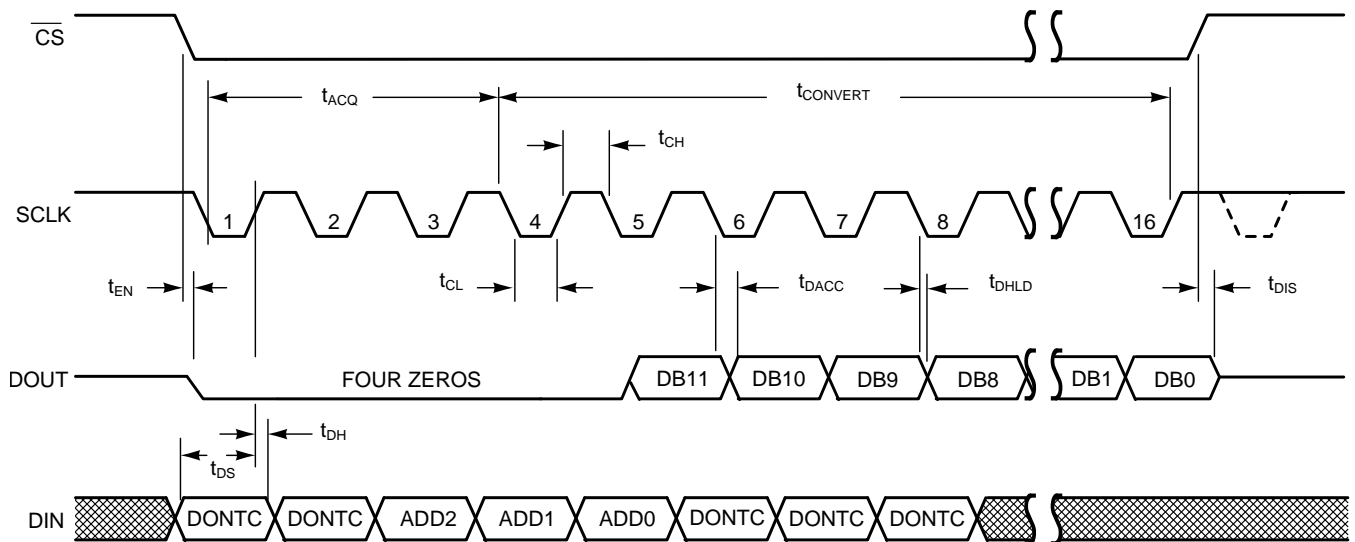 CS
tACQ tCONVERT
tCH
SCLK 1 2 3 4 5 6 7 8 16
tEN tCL tDACC tDHLD tDIS
DOUT FOUR ZEROS DB11 DB10 DB9 DB8 DB1 DB0
tDH
tDS
DIN DONTC DONTC ADD2 ADD1 ADD0 DONTC DONTC DONTC